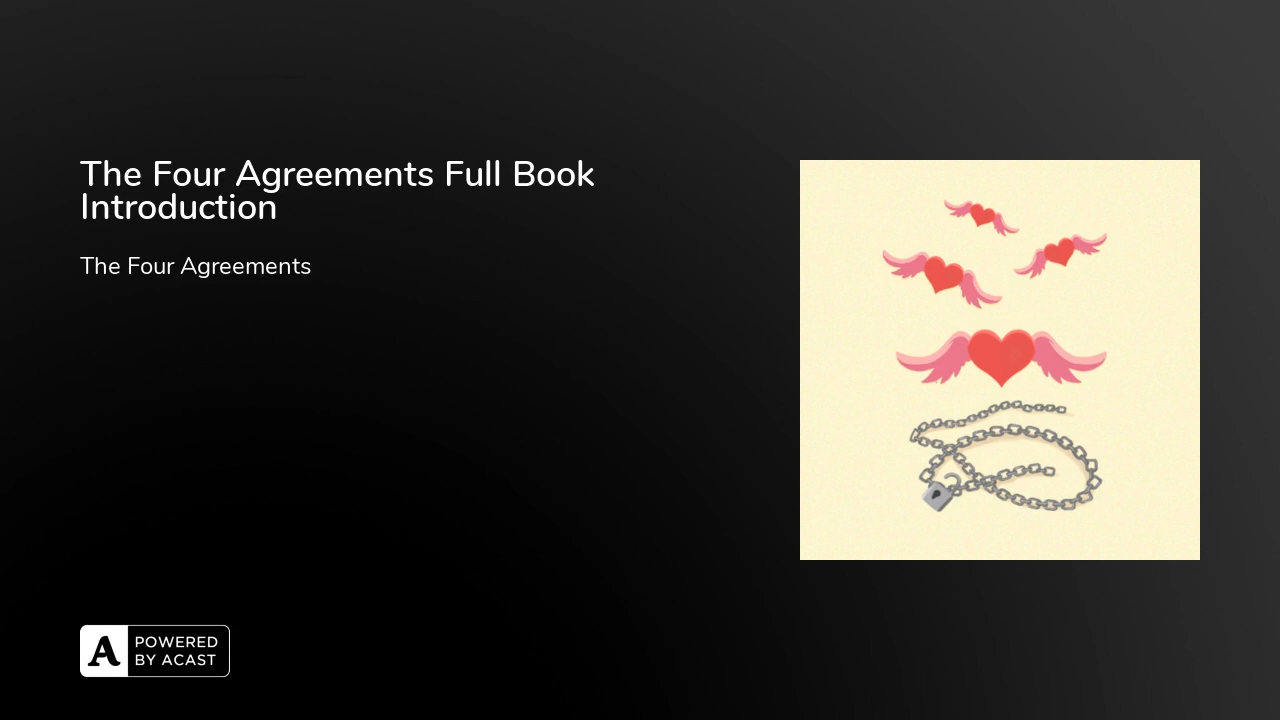 The Four Agreements Full Book
Introduction
The Four Agreements
A POWERED
BY ACAST